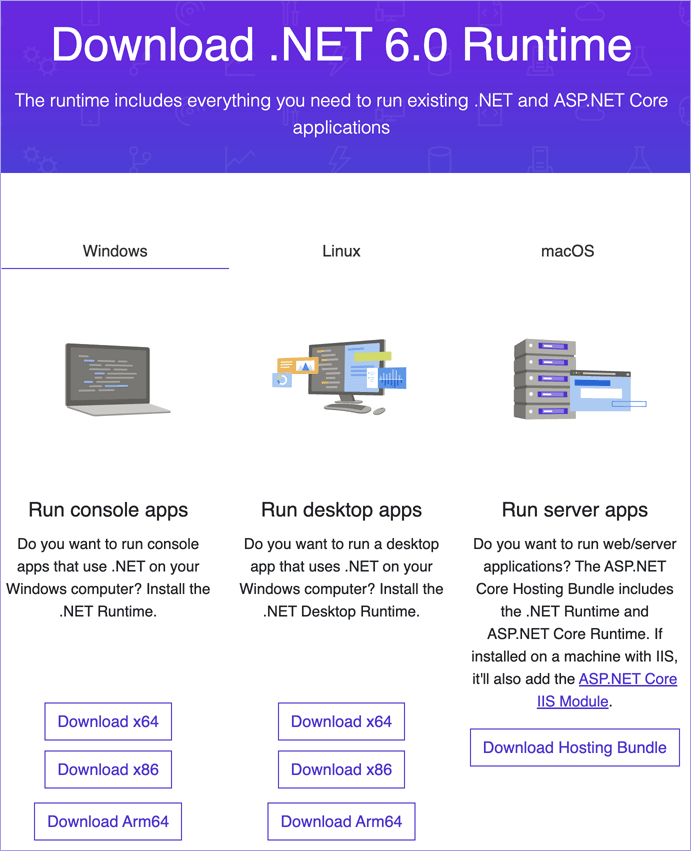 Download .NET 6.0 Runtime
The runtime includes everything you need to run existing .NET and ASP.NET Core
applications
Windows
Linux
macOS
Run console apps
Do you want to run console
apps that use .NET on your
Windows computer? Install the
.NET Runtime.
Download x64
Download x86
Download Arm64
Run desktop apps
Do you want to run a desktop
app that uses .NET on your
Windows computer? Install the
.NET Desktop Runtime.
Download x64
Download x86
Download Arm64
Run server apps
Do you want to run web/server
applications? The ASP.NET
Core Hosting Bundle includes
the .NET Runtime and
ASP.NET Core Runtime. If
installed on a machine with IIS,
it'll also add the ASP.NET Core
IIS Module.
Download Hosting Bundle